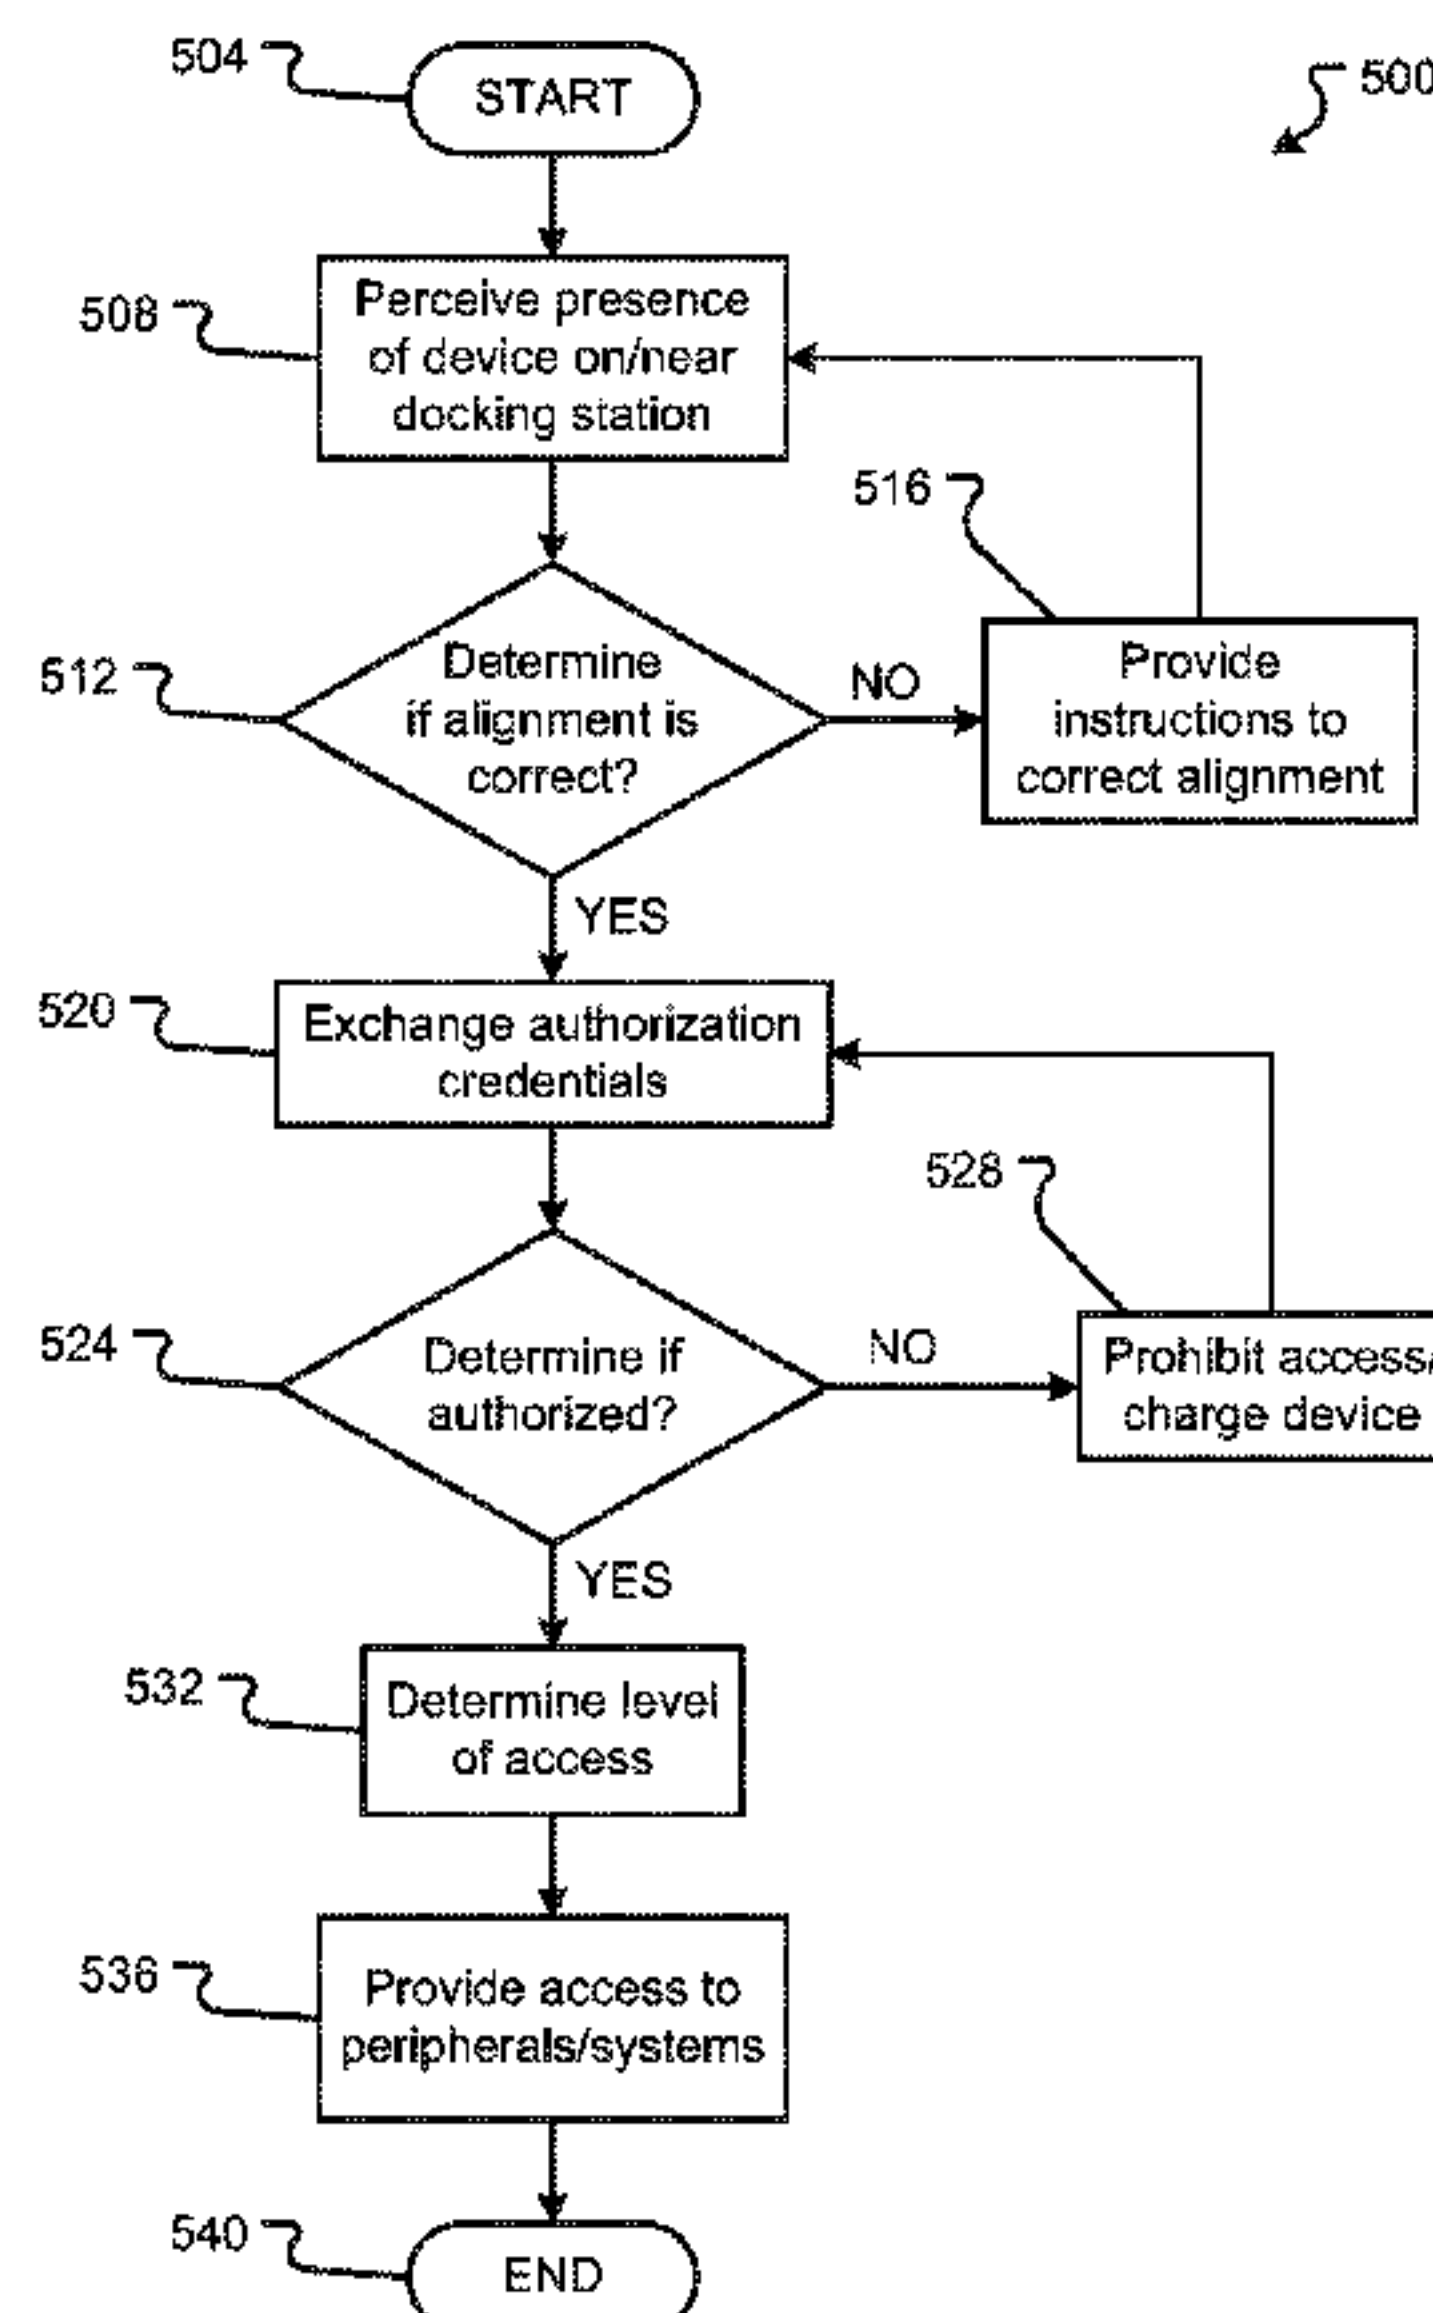 504
START
500
508
Perceive presence
of device on/near
docking station
516
512
Determine
if alignment is
correct?
NO
Provide
instructions to
correct alignment
YES
520
Exchange authorization
credentials
528
524
Determine if
authorized?
NO
Prohibit access/
charge device
YES
532
Determine level
of access
536
Provide access to
peripherals/systems
540
END